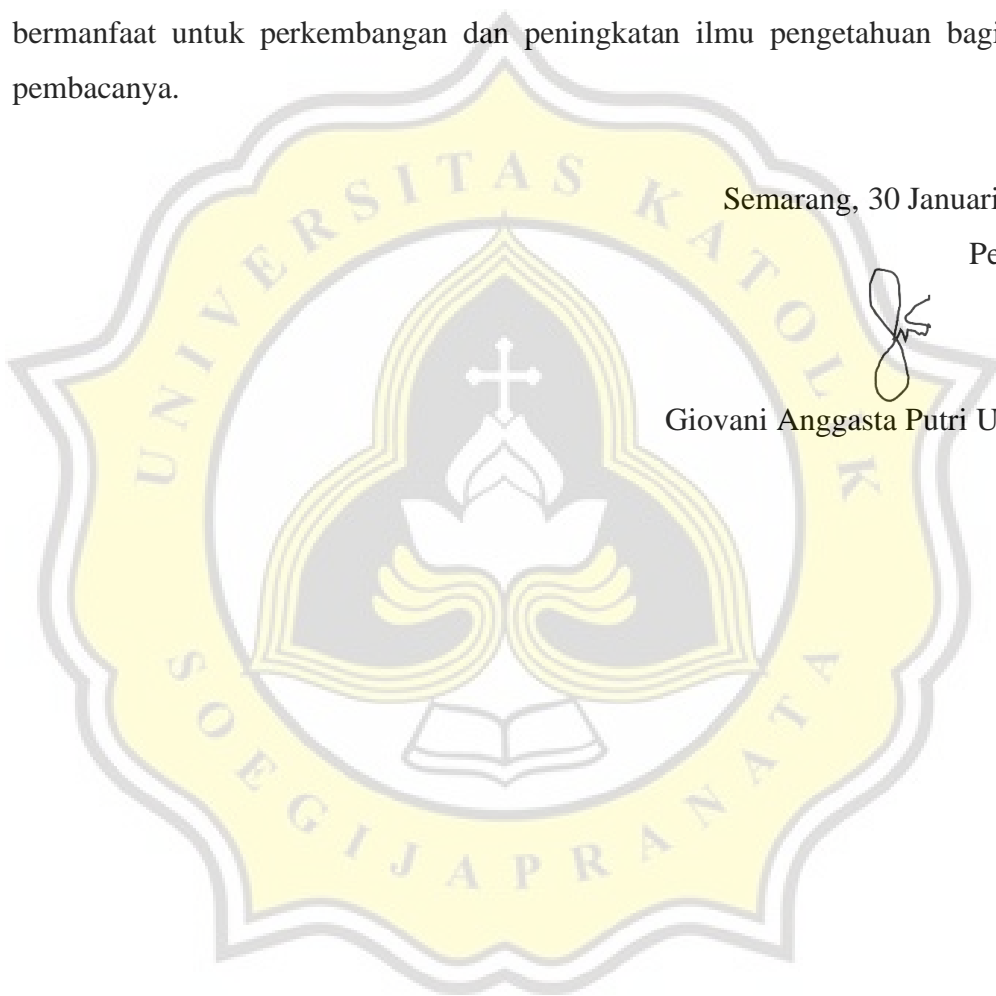 bermanfaat untuk perkembangan dan peningkatan ilmu pengetahuan bagi
pembacanya.
Semarang, 30 Januari
Pe
Giovani Anggasta Putri U
UNIVERSITAS KATOLIK
SOEGIJAPRANATA